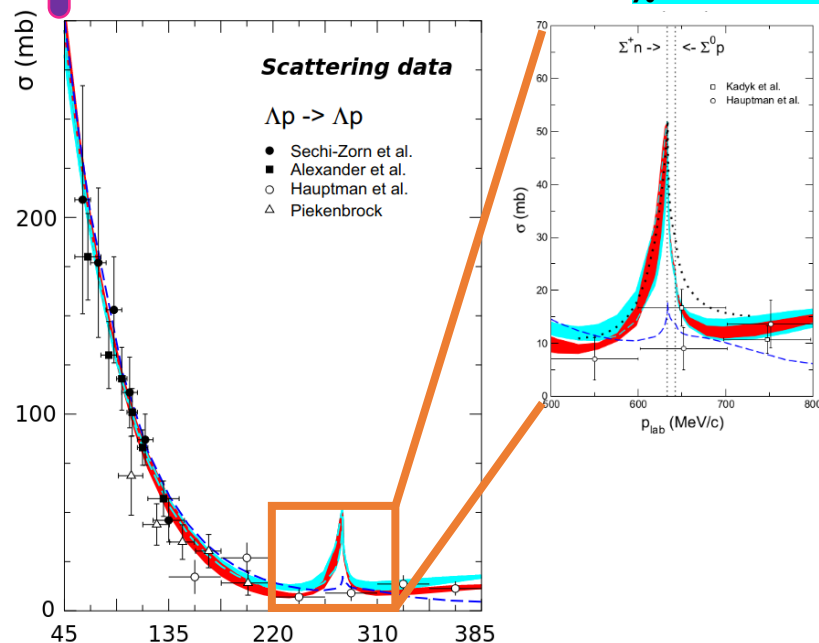 σ (mb)
200
100
0
45
135
220
310
385
Scattering data
Λp -> Λp
Sechi-Zorn et al.
Alexander et al.
Hauptman et al.
Piekenbrock
σ (mb)
70
60
50
40
30
20
10
0
500
600
700
800
p_lab (MeV/c)
Σ⁺n -> <- Σ⁰p
Kadyk et al.
Hauptman et al.